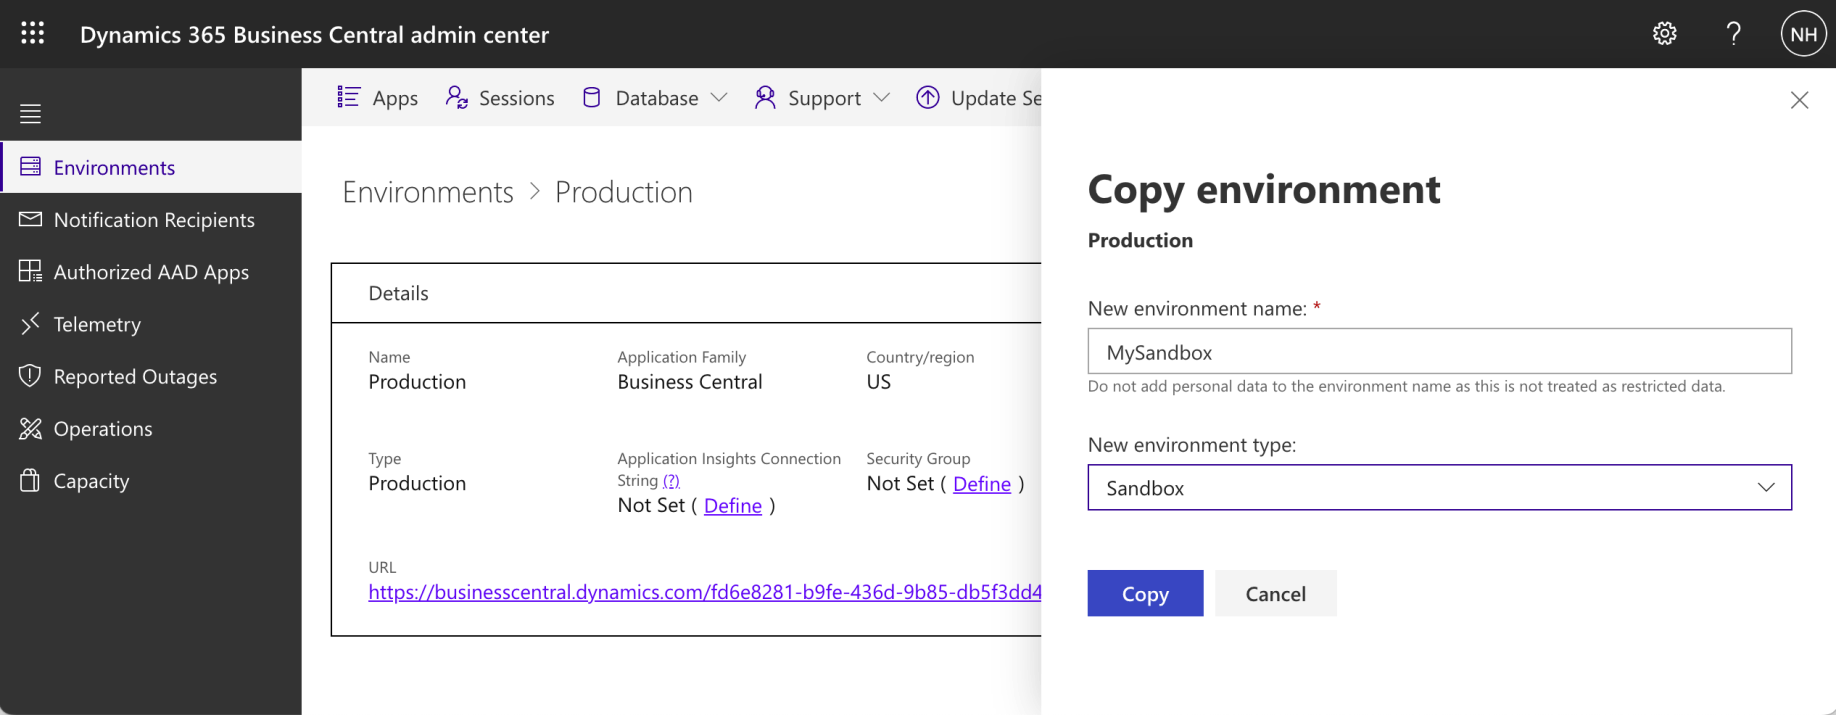 Dynamics 365 Business Central admin center
?
NH
Environments
Notification Recipients
Authorized AAD Apps
Telemetry
Reported Outages
Operations
Capacity
Apps
Sessions
Database
Support
Update Se
Environments > Production
Details
Name
Production
Application Family
Business Central
Country/region
US
Type
Production
Application Insights Connection
String (?)
Not Set ( Define )
Security Group
Not Set ( Define )
URL
https://businesscentral.dynamics.com/fd6e8281-b9fe-436d-9b85-db5f3dd4
Copy environment
Production
New environment name: *
MySandbox
Do not add personal data to the environment name as this is not treated as restricted data.
New environment type:
Sandbox
Copy
Cancel